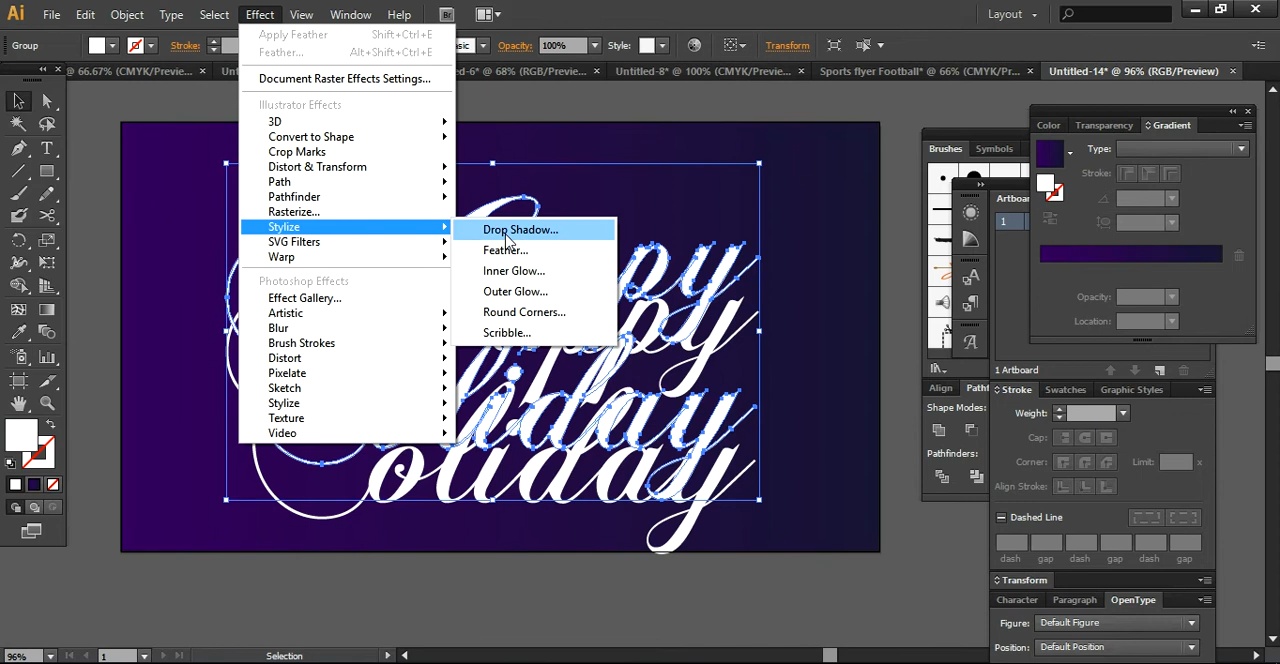 Ai File Edit Object Type Select Effect View Window Help Br Layout
Group Stroke: Opacity: 100% Style: Transform
@ 66.67% (CMYK/Previe... × @ 68% (RGB/Preview) × Untitled-8* @ 100% (CMYK/Preview) × Sports flyer Football* @ 66% (CMYK/Pr... × Untitled-14* @ 96% (RGB/Preview) ×
Apply Feather Shift+Ctrl+E
Feather... Alt+Shift+Ctrl+E
Document Raster Effects Settings...
Illustrator Effects
3D
Convert to Shape
Crop Marks
Distort & Transform
Path
Pathfinder
Rasterize...
Stylize
SVG Filters
Warp
Photoshop Effects
Effect Gallery...
Artistic
Blur
Brush Strokes
Distort
Pixelate
Sketch
Stylize
Texture
Video
Drop Shadow...
Feather...
Inner Glow...
Outer Glow...
Round Corners...
Scribble...
Color Transparency Gradient
Type:
Stroke:
Opacity:
Location:
Brushes Symbols
1
1 Artboard
Align
Shape Modes:
Pathfinders:
Stroke Swatches Graphic Styles
Weight:
Cap:
Corner: Limit: x
Align Stroke:
Dashed Line
dash gap dash gap dash gap
Transform
Character Paragraph OpenType
Figure: Default Figure
Position: Default Position
96% 1 Selection